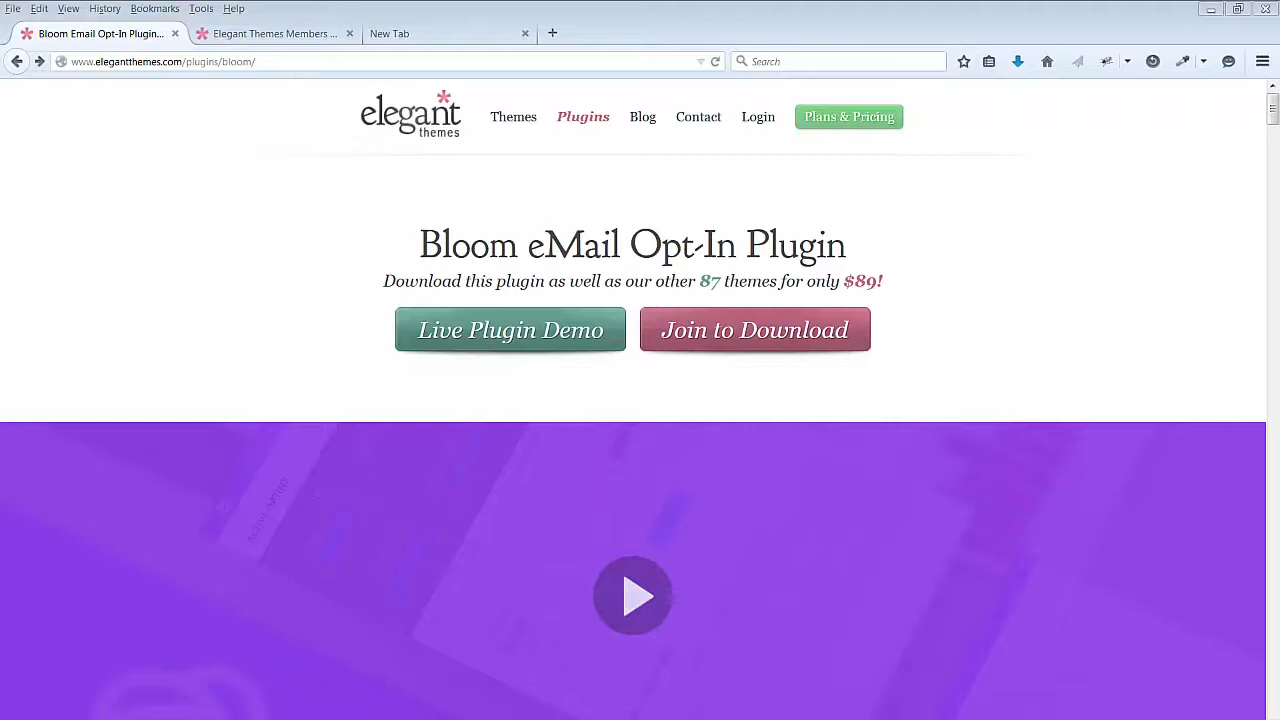 File Edit View History Bookmarks Tools Help
Bloom Email Opt-In Plugin... Elegant Themes Members ... New Tab
www.elegantthemes.com/plugins/bloom/ Search
elegant themes
Themes Plugins Blog Contact Login Plans & Pricing
Bloom eMail Opt-In Plugin
Download this plugin as well as our other 87 themes for only $89!
Live Plugin Demo Join to Download
ACTIVE OPTINS